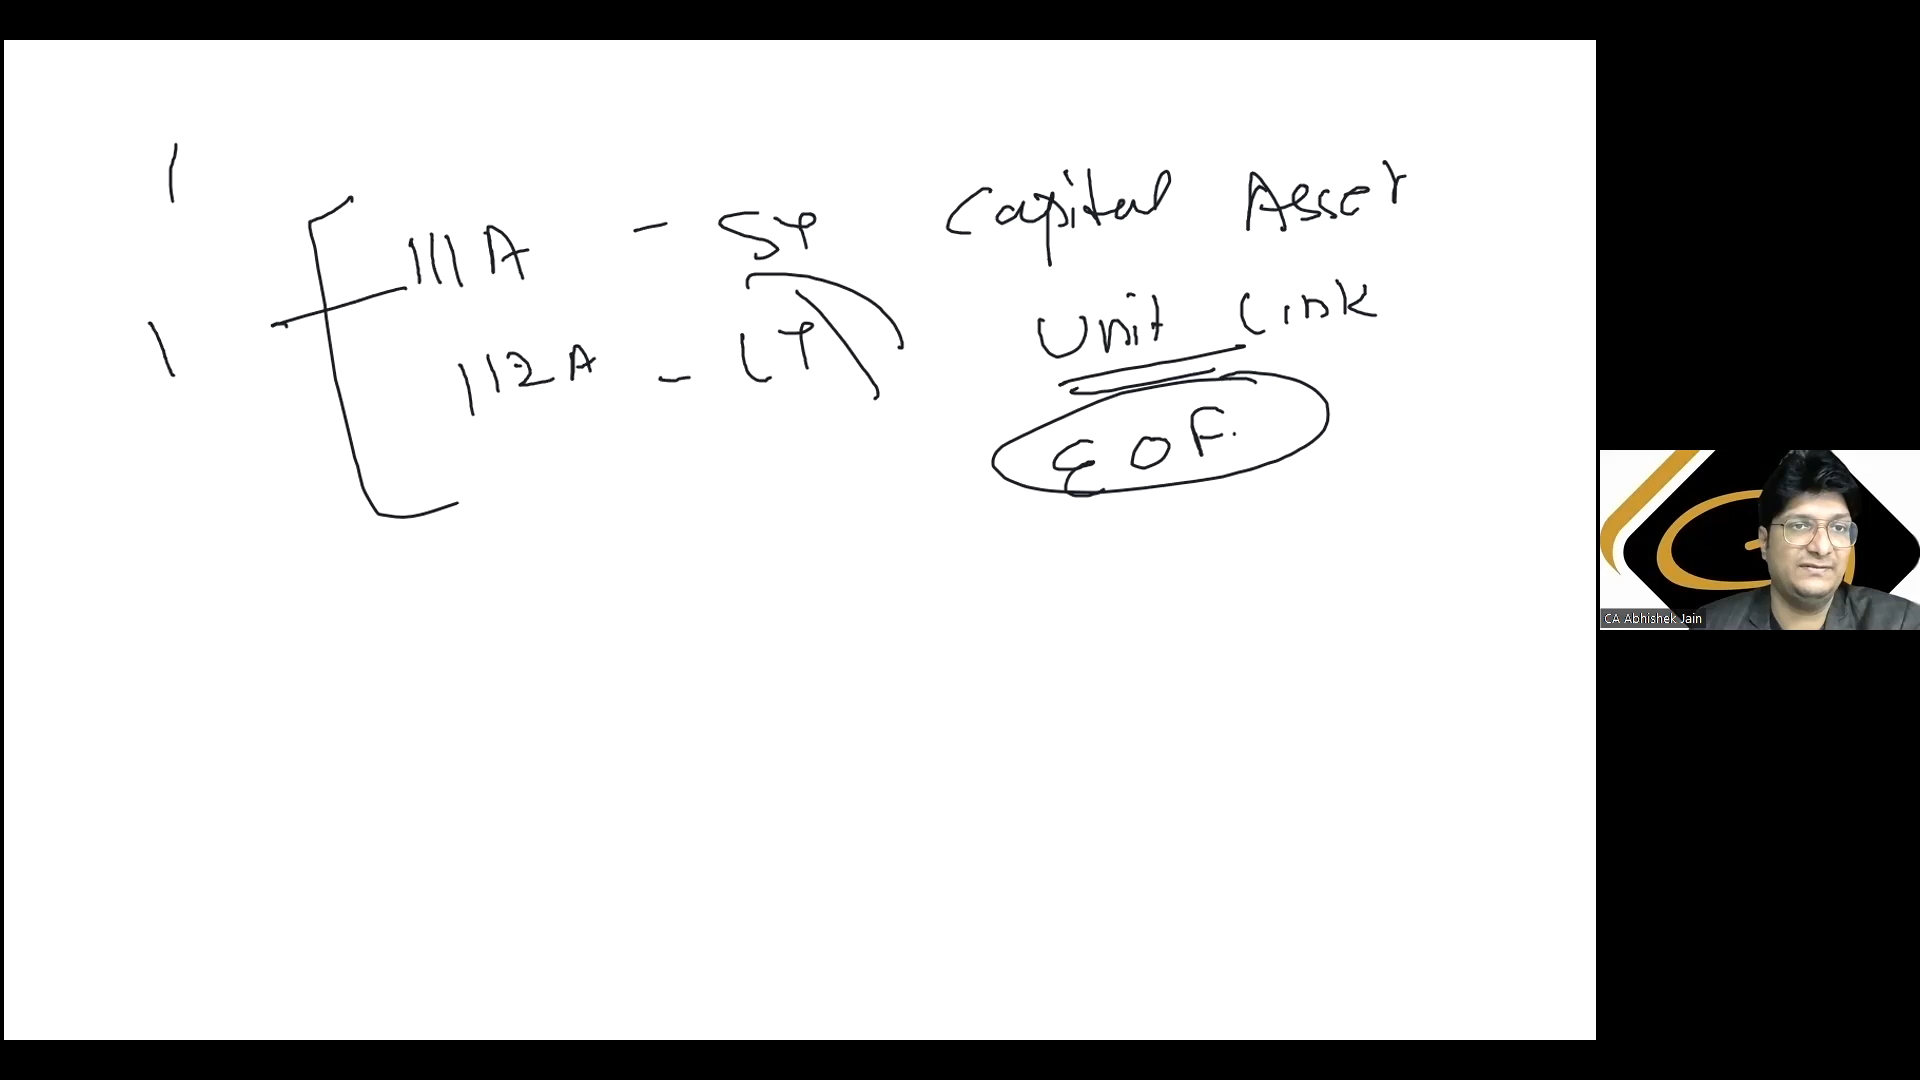 111A - ST Capital Asset
112A - LT Unit Link
EOF.
CA Abhishek Jain